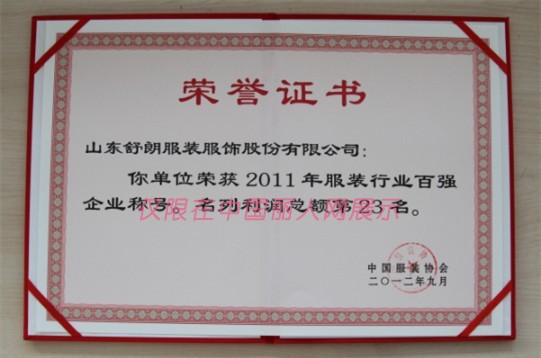 荣誉证书
山东舒朗服装服饰股份有限公司：
你单位荣获2011年服装行业百强
企业称号。名列利润总额第23名。
仅限在中国丽人网展示
中国服装协会
二〇一二年九月